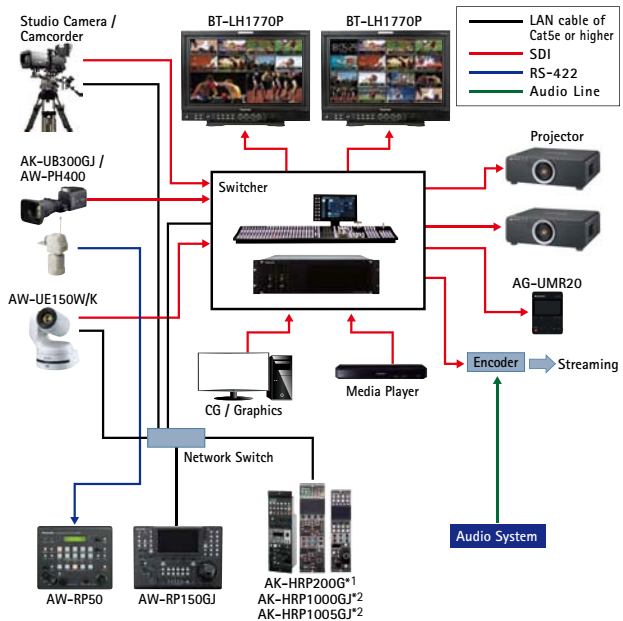 Studio Camera /
Camcorder
BT-LH1770P
BT-LH1770P
LAN cable of
Cat5e or higher
SDI
RS-422
Audio Line
AK-UB300GJ /
AW-PH400
Switcher
Projector
AW-UE150W/K
AG-UMR20
CG / Graphics
Media Player
Encoder
Streaming
Network Switch
Audio System
AW-RP50
AW-RP150GJ
AK-HRP200G*1
AK-HRP1000GJ*2
AK-HRP1005GJ*2